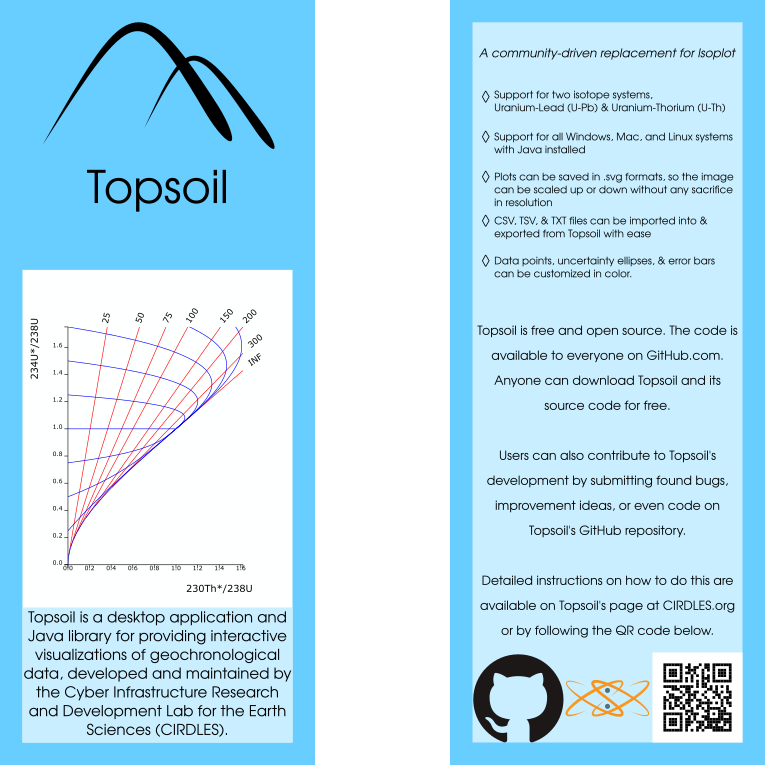 Topsoil
234U*/238U
25
50
75
100
150
200
300
INF
1.6
1.4
1.2
1.0
0.8
0.6
0.4
0.2
0.0
0.0 0.2 0.4 0.6 0.8 1.0 1.2 1.4 1.6
230Th*/238U
Topsoil is a desktop application and
Java library for providing interactive
visualizations of geochronological
data, developed and maintained by
the Cyber Infrastructure Research
and Development Lab for the Earth
Sciences (CIRDLES).
A community-driven replacement for Isoplot
◊ Support for two isotope systems,
Uranium-Lead (U-Pb) & Uranium-Thorium (U-Th)
◊ Support for all Windows, Mac, and Linux systems
with Java installed
◊ Plots can be saved in .svg formats, so the image
can be scaled up or down without any sacrifice
in resolution
◊ CSV, TSV, & TXT files can be imported into &
exported from Topsoil with ease
◊ Data points, uncertainty ellipses, & error bars
can be customized in color.
Topsoil is free and open source. The code is
available to everyone on GitHub.com.
Anyone can download Topsoil and its
source code for free.
Users can also contribute to Topsoil's
development by submitting found bugs,
improvement ideas, or even code on
Topsoil's GitHub repository.
Detailed instructions on how to do this are
available on Topsoil's page at CIRDLES.org
or by following the QR code below.